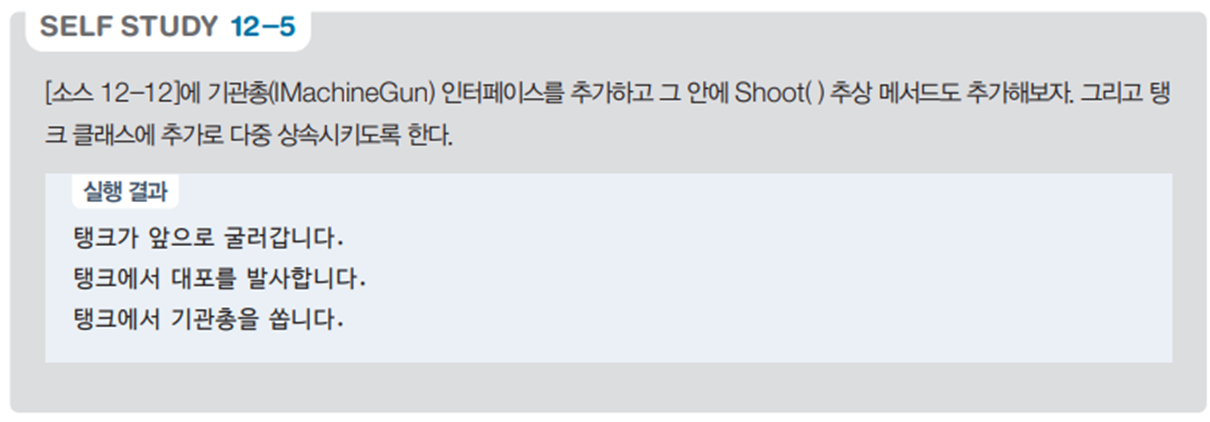 SELF STUDY 12-5
[소스 12-12]에 기관총(IMachineGun) 인터페이스를 추가하고 그 안에 Shoot( ) 추상 메서드도 추가해보자. 그리고 탱
크 클래스에 추가로 다중 상속시키도록 한다.
실행 결과
탱크가 앞으로 굴러갑니다.
탱크에서 대포를 발사합니다.
탱크에서 기관총을 쏩니다.